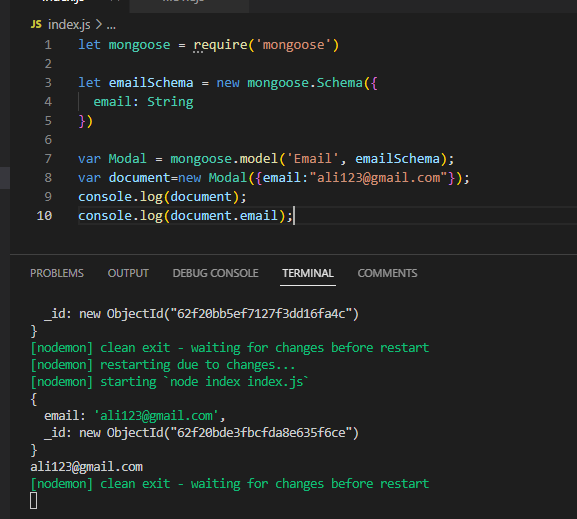 index.js > ...
1 let mongoose = require('mongoose')
2
3 let emailSchema = new mongoose.Schema({
4 email: String
5 })
6
7 var Modal = mongoose.model('Email', emailSchema);
8 var document=new Modal({email:"ali123@gmail.com"});
9 console.log(document);
10 console.log(document.email);
PROBLEMS OUTPUT DEBUG CONSOLE TERMINAL COMMENTS
_id: new ObjectId("62f20bb5ef7127f3dd16fa4c")
}
[nodemon] clean exit - waiting for changes before restart
[nodemon] restarting due to changes...
[nodemon] starting `node index index.js`
{
email: 'ali123@gmail.com',
_id: new ObjectId("62f20bde3fbcfda8e635f6ce")
}
ali123@gmail.com
[nodemon] clean exit - waiting for changes before restart